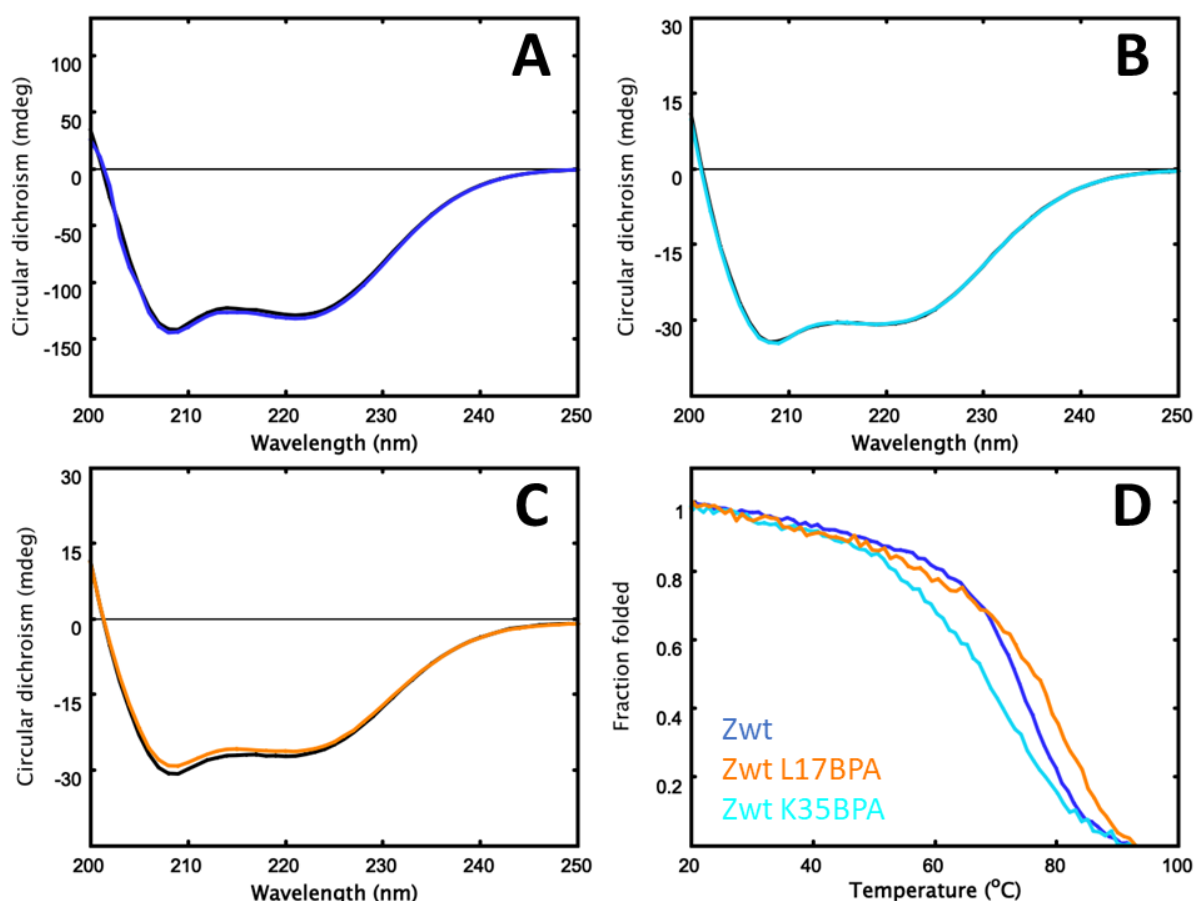 A
Circular dichroism (mdeg)
100
50
0
-50
-100
-150
200 210 220 230 240 250
Wavelength (nm)
B
Circular dichroism (mdeg)
30
15
0
-15
-30
200 210 220 230 240 250
Wavelength (nm)
C
Circular dichroism (mdeg)
30
15
0
-15
-30
200 210 220 230 240 250
Wavelength (nm)
D
Fraction folded
1
0.8
0.6
0.4
0.2
Zwt
Zwt L17BPA
Zwt K35BPA
20 40 60 80 100
Temperature (°C)